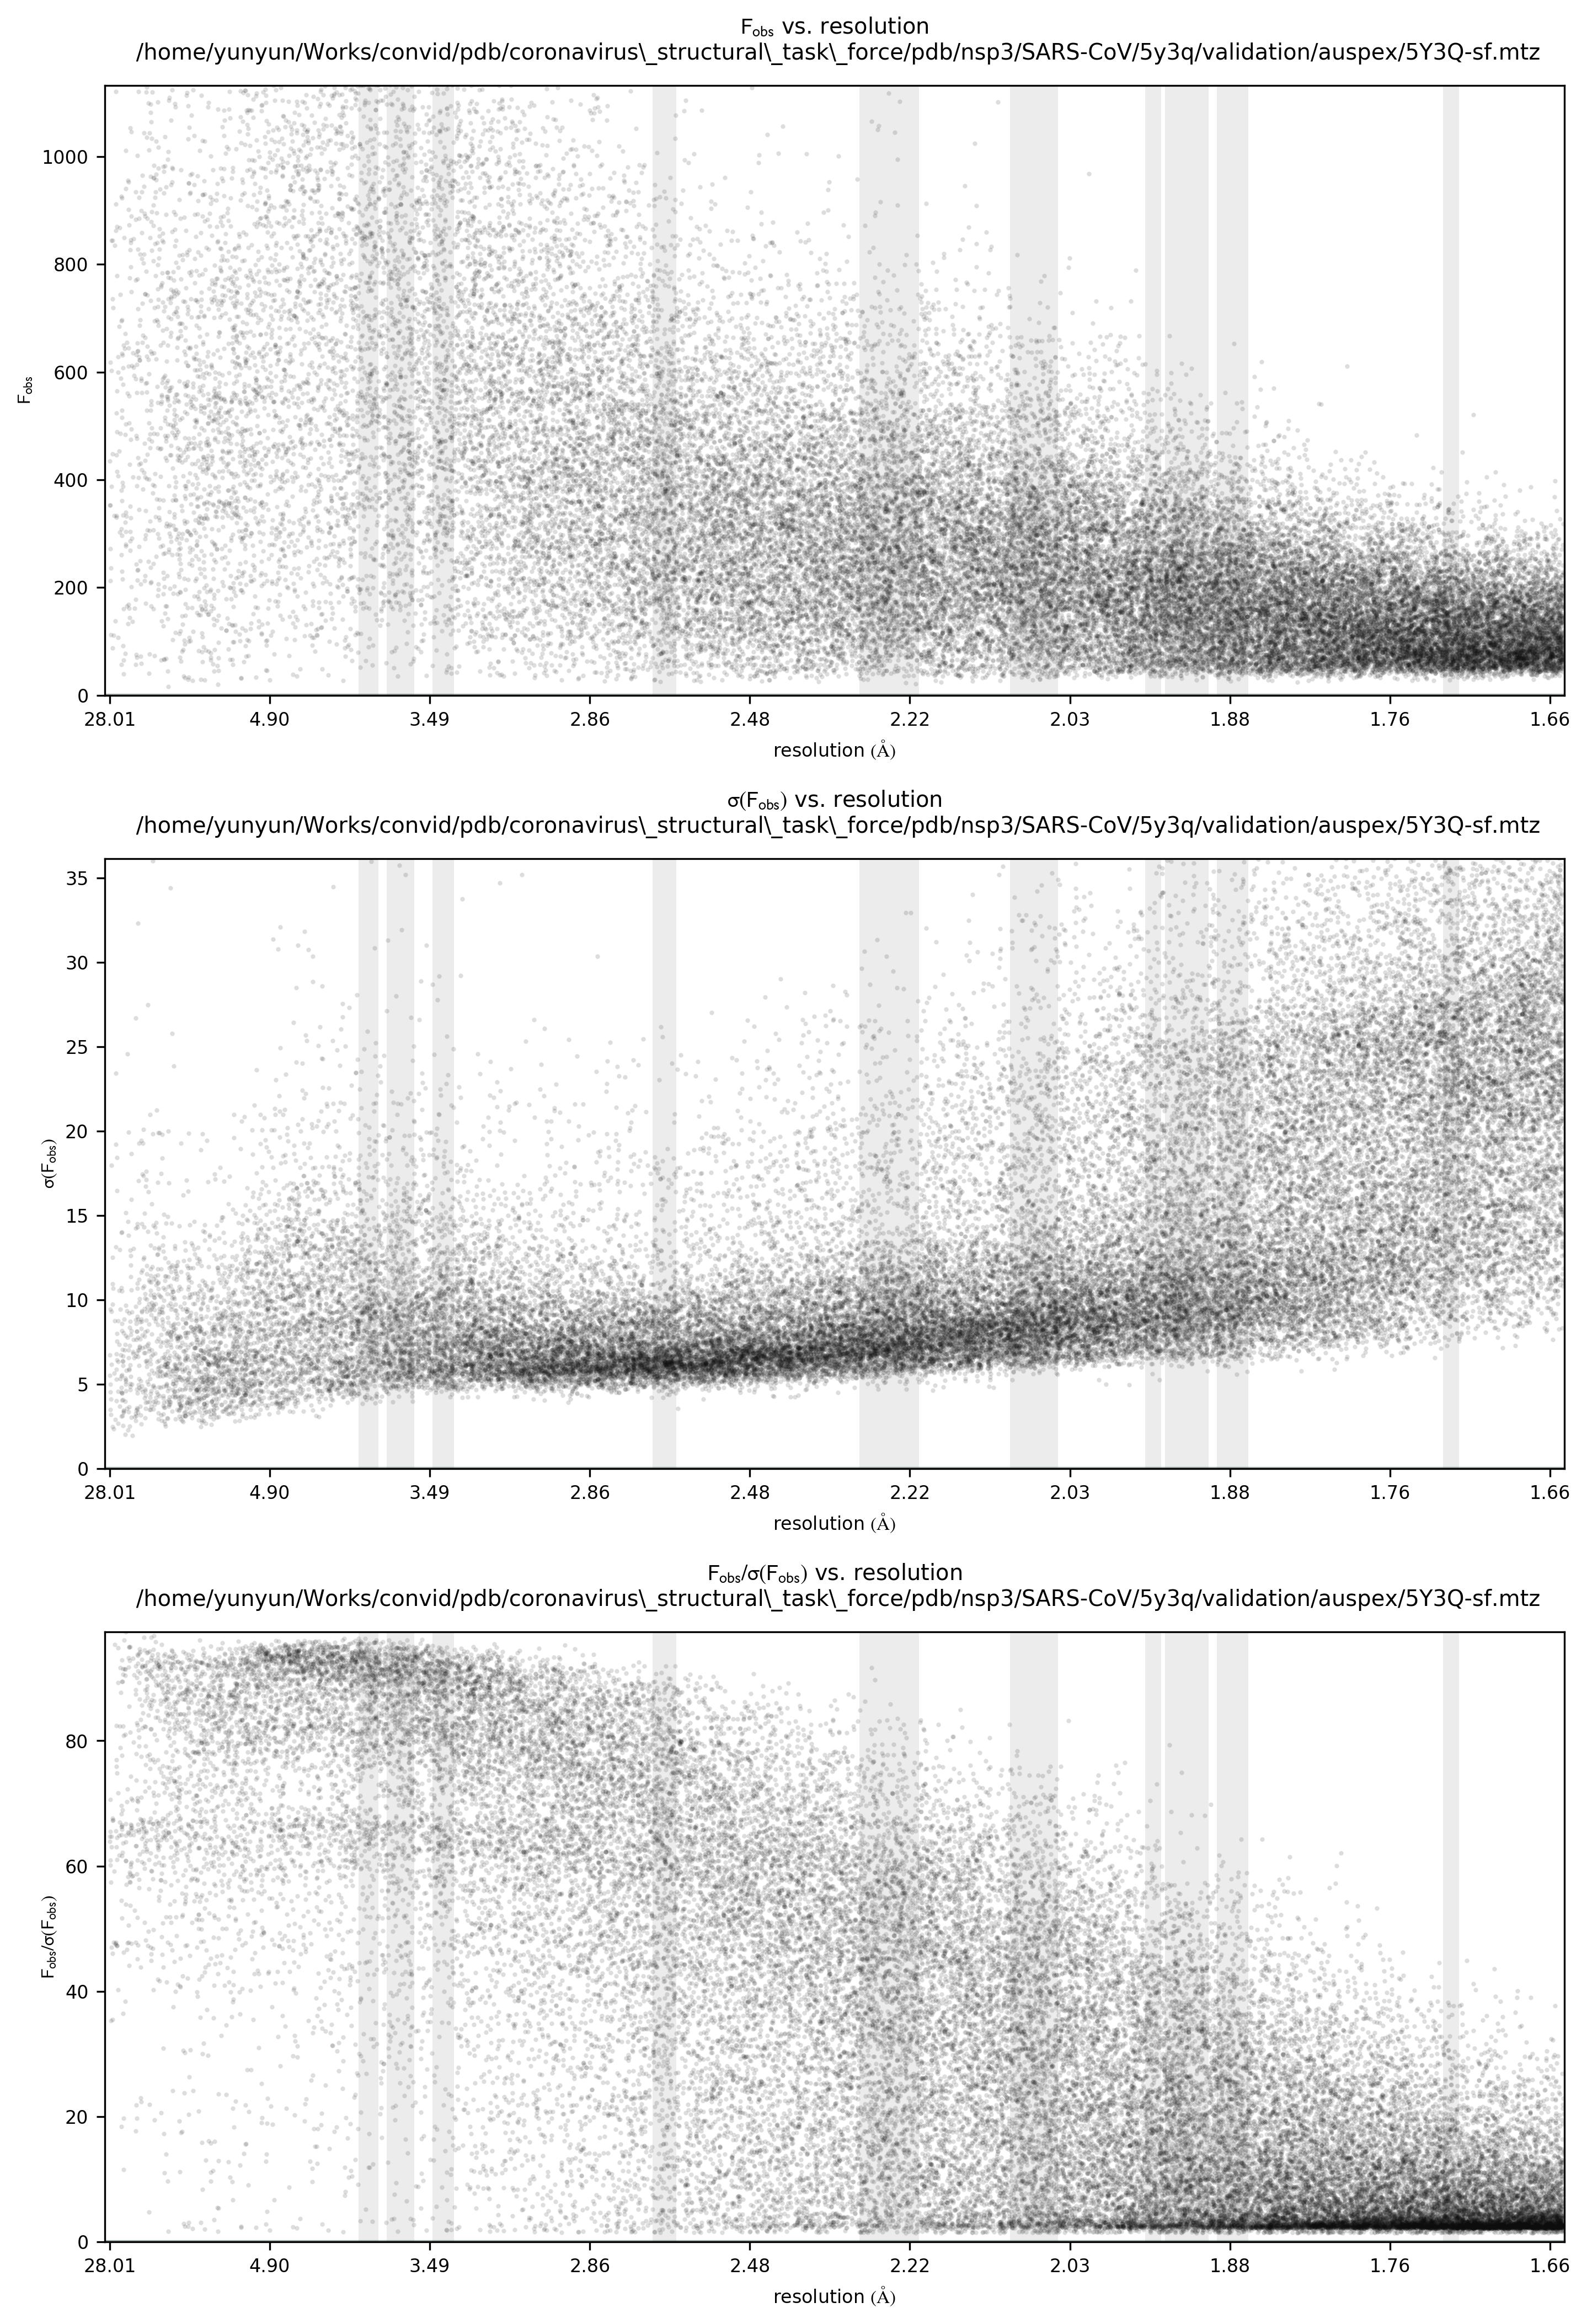 Fobs vs. resolution
/home/yunyun/Works/convid/pdb/coronavirus\_structural\_task\_force/pdb/nsp3/SARS-CoV/5y3q/validation/auspex/5Y3Q-sf.mtz
1000
800
600
400
200
0
Fobs
28.01 4.90 3.49 2.86 2.48 2.22 2.03 1.88 1.76 1.66
resolution (Å)
σ(Fobs) vs. resolution
/home/yunyun/Works/convid/pdb/coronavirus\_structural\_task\_force/pdb/nsp3/SARS-CoV/5y3q/validation/auspex/5Y3Q-sf.mtz
35
30
25
20
15
10
5
0
σ(Fobs)
28.01 4.90 3.49 2.86 2.48 2.22 2.03 1.88 1.76 1.66
resolution (Å)
Fobs/σ(Fobs) vs. resolution
/home/yunyun/Works/convid/pdb/coronavirus\_structural\_task\_force/pdb/nsp3/SARS-CoV/5y3q/validation/auspex/5Y3Q-sf.mtz
80
60
40
20
0
Fobs/σ(Fobs)
28.01 4.90 3.49 2.86 2.48 2.22 2.03 1.88 1.76 1.66
resolution (Å)